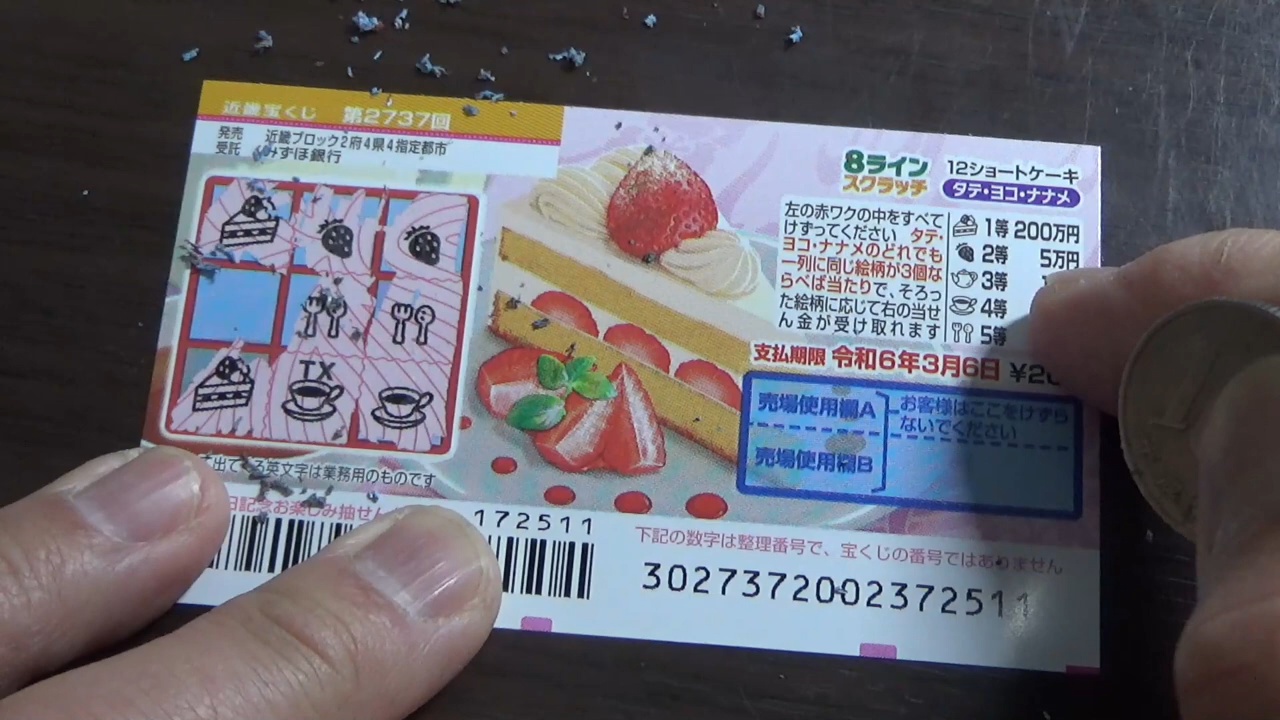 近畿宝くじ 第2737回
発売 近畿ブロック2府4県4指定都市
受託 みずほ銀行
8ライン
スクラッチ
12ショートケーキ
タテ・ヨコ・ナナメ
左の赤ワクの中をすべて
けずってください タテ・
ヨコ・ナナメのどれでも
一列に同じ絵柄が3個な
らべば当たりで、そろっ
た絵柄に応じて右の当せ
ん金が受け取れます
1等 200万円
2等 5万円
3等
4等
5等
支払期限 令和6年3月6日
TX
売場使用欄A
売場使用欄B
お客様はここをけずら
ないでください
出てくる英文字は業務用のものです
日記念お楽しみ抽せん
172511
下記の数字は整理番号で、宝くじの番号ではありません
30273720023725​11